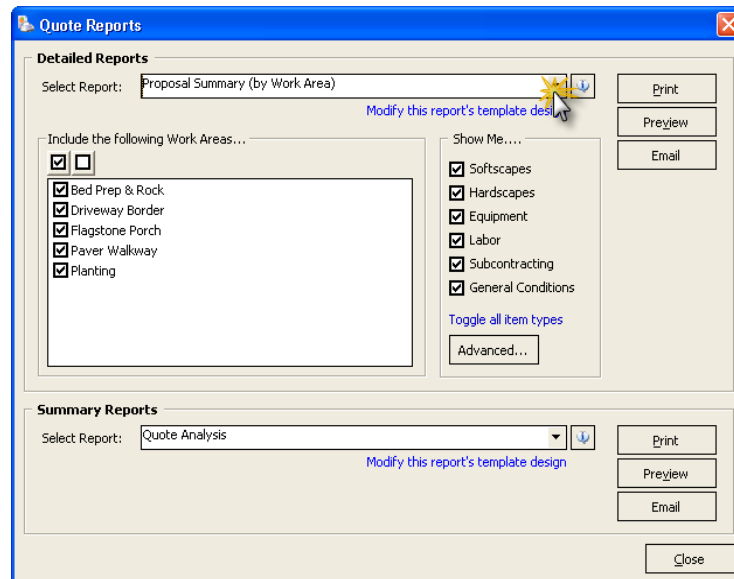 Quote Reports
Detailed Reports
Select Report: Proposal Summary (by Work Area)
Modify this report's template design
Print
Preview
Email
Include the following Work Areas...
Bed Prep & Rock
Driveway Border
Flagstone Porch
Paver Walkway
Planting
Show Me....
Softscapes
Hardscapes
Equipment
Labor
Subcontracting
General Conditions
Toggle all item types
Advanced...
Summary Reports
Select Report: Quote Analysis
Modify this report's template design
Print
Preview
Email
Close